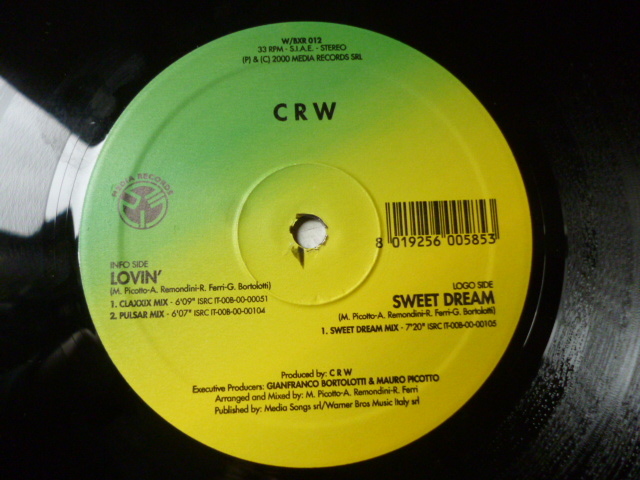 W/BXR 012
33 RPM - S.I.A.E. - STEREO
(P) & (C) 2000 MEDIA RECORDS SRL
CRW
MEDIA RECORDS
8 019256 005853
INFO SIDE
LOVIN'
(M. Picotto-A. Remondini-R. Ferri-G. Bortolotti)
1. CLAXXIX MIX - 6'09" ISRC IT-00B-00-00051
2. PULSAR MIX - 6'07" ISRC IT-00B-00-00104
LOGO SIDE
SWEET DREAM
(M. Picotto-A. Remondini-R. Ferri-G. Bortolotti)
1. SWEET DREAM MIX - 7'20" ISRC IT-00B-00-00105
Produced by: C R W
Executive Producers: GIANFRANCO BORTOLOTTI & MAURO PICOTTO
Arranged and Mixed by: M. Picotto-A. Remondini-R. Ferri
Published by: Media Songs srl/Warner Bros Music Italy srl